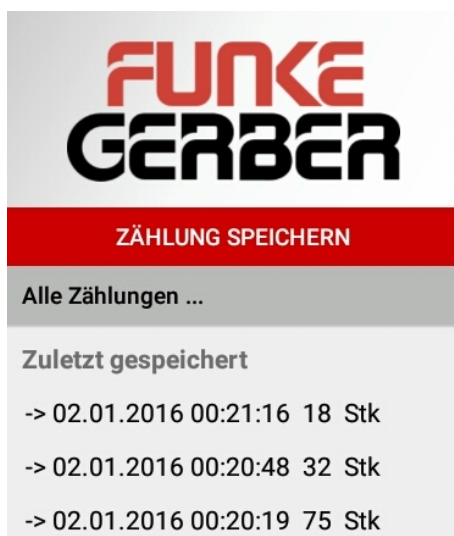 FUNKE
GERBER
ZÄHLUNG SPEICHERN
Alle Zählungen ...
Zuletzt gespeichert
-> 02.01.2016 00:21:16 18 Stk
-> 02.01.2016 00:20:48 32 Stk
-> 02.01.2016 00:20:19 75 Stk